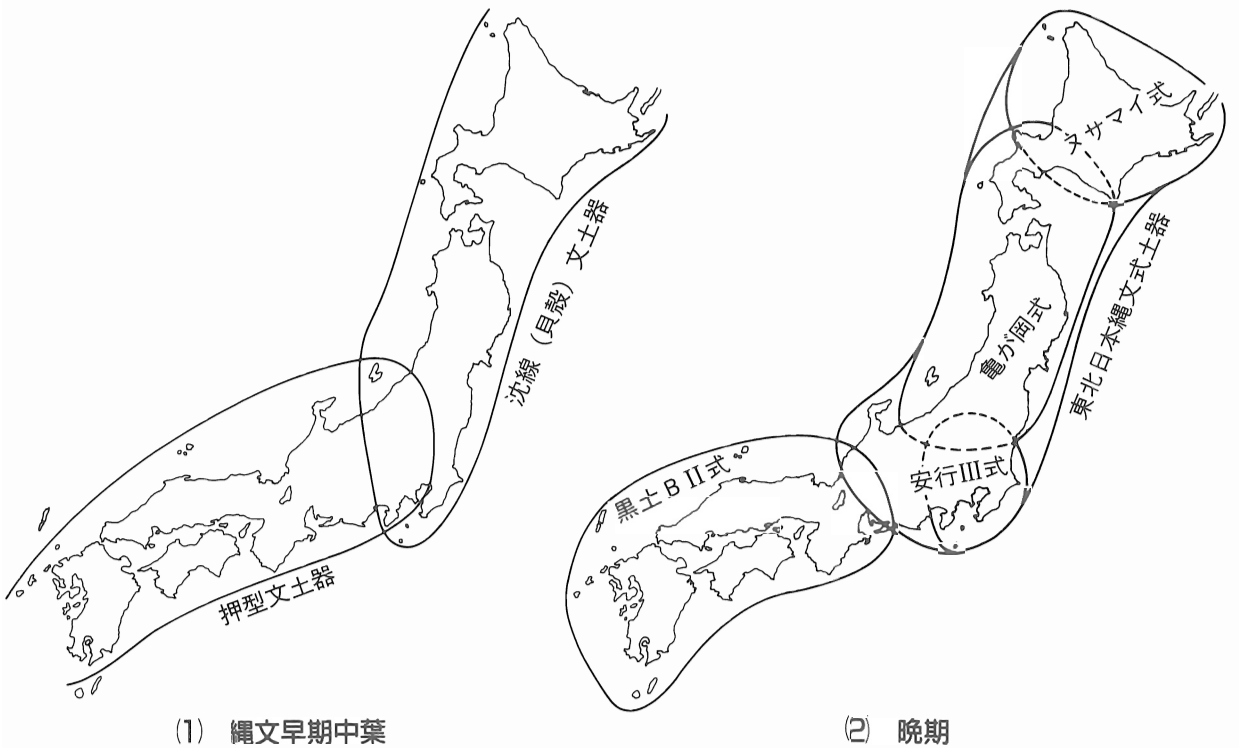 沈線（貝殻）文土器
押型文土器
(1) 縄文早期中葉
ヌサマイ式
亀が岡式
東北日本縄文式土器
安行III式
黒土BII式
(2) 晩期